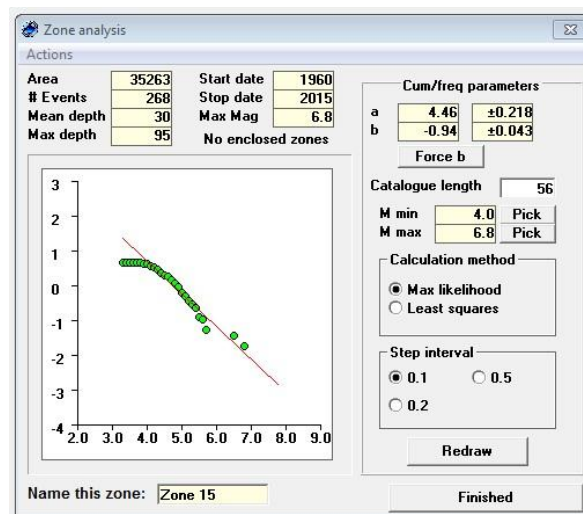 Zone analysis
Actions
Area 35263 Start date 1960
# Events 268 Stop date 2015
Mean depth 30 Max Mag 6.8
Max depth 95 No enclosed zones
Cum/freq parameters
a 4.46 ±0.218
b -0.94 ±0.043
Force b
Catalogue length 56
M min 4.0 Pick
M max 6.8 Pick
Calculation method
Max likelihood
Least squares
Step interval
0.1 0.5
0.2
Redraw
Finished
3
2
1
0
-1
-2
-3
-4
2.0 3.0 4.0 5.0 6.0 7.0 8.0 9.0
Name this zone: Zone 15